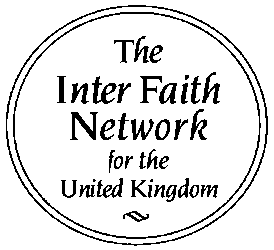 The
Inter Faith
Network
for the
United Kingdom